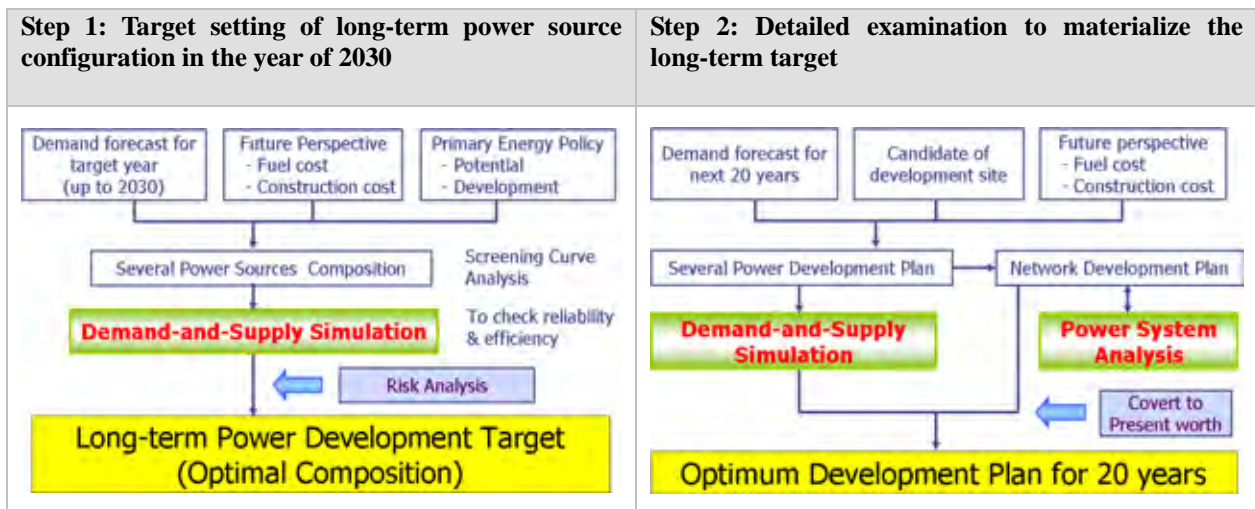 Step 1: Target setting of long-term power source
configuration in the year of 2030
Demand forecast for
target year
(up to 2030)
Future Perspective
- Fuel cost
- Construction cost
Primary Energy Policy
- Potential
- Development
Several Power Sources Composition
Screening Curve
Analysis
Demand-and-Supply Simulation
To check reliability
& efficiency
Risk Analysis
Long-term Power Development Target
(Optimal Composition)
Step 2: Detailed examination to materialize the
long-term target
Demand forecast for
next 20 years
Candidate of
development site
Future perspective
- Fuel cost
- Construction cost
Several Power Development Plan
Network Development Plan
Demand-and-Supply
Simulation
Power System
Analysis
Covert to
Present worth
Optimum Development Plan for 20 years